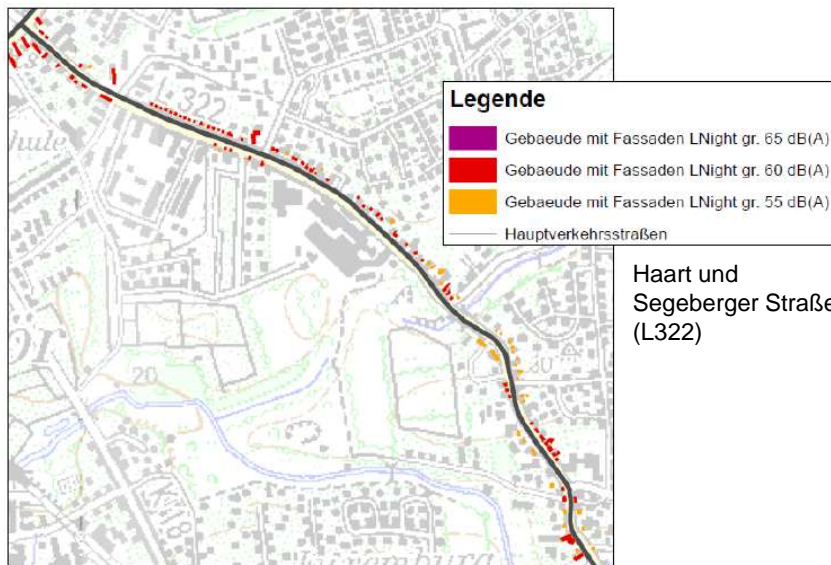 L322
Legende
Gebaeude mit Fassaden LNight gr. 65 dB(A)
Gebaeude mit Fassaden LNight gr. 60 dB(A)
Gebaeude mit Fassaden LNight gr. 55 dB(A)
Hauptverkehrsstraßen
Haart und
Segeberger Straße
(L322)
20
30